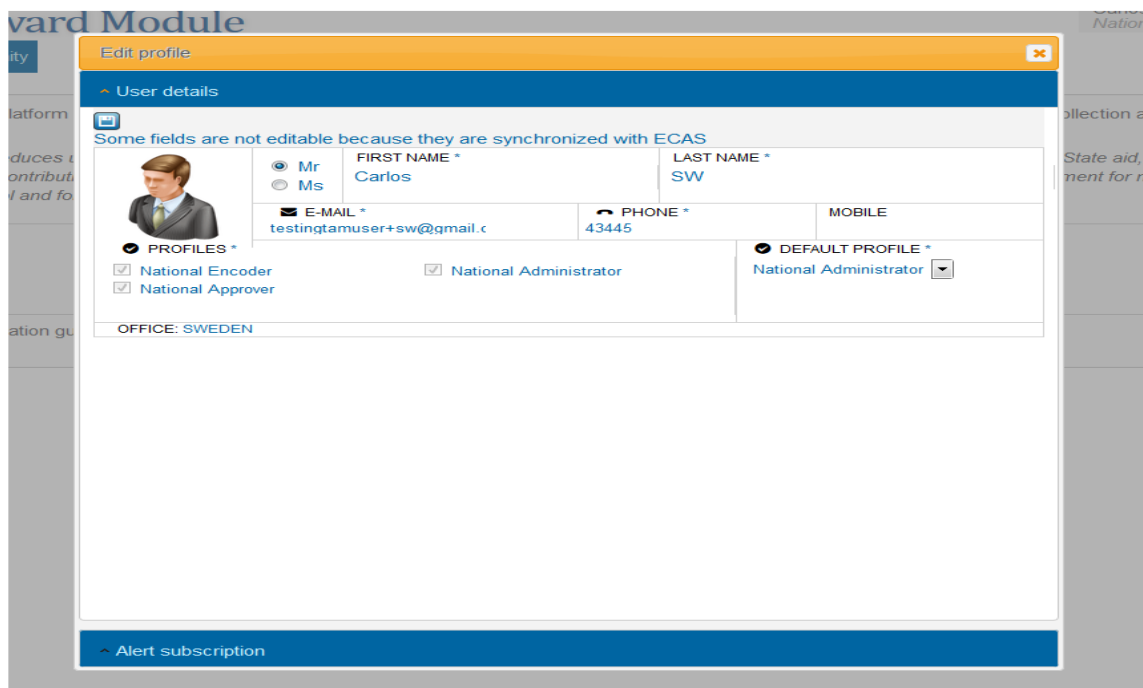 vard Module
Nation
ity
Edit profile
User details
latform
ollection a
Some fields are not editable because they are synchronized with ECAS
duces u
State aid,
ontributi
ment for r
l and fo
Mr
Ms
FIRST NAME *
Carlos
LAST NAME *
SW
E-MAIL *
testingtamuser+sw@gmail.c
PHONE *
43445
MOBILE
PROFILES *
National Encoder
National Administrator
National Approver
DEFAULT PROFILE *
National Administrator
OFFICE: SWEDEN
ation gu
Alert subscription